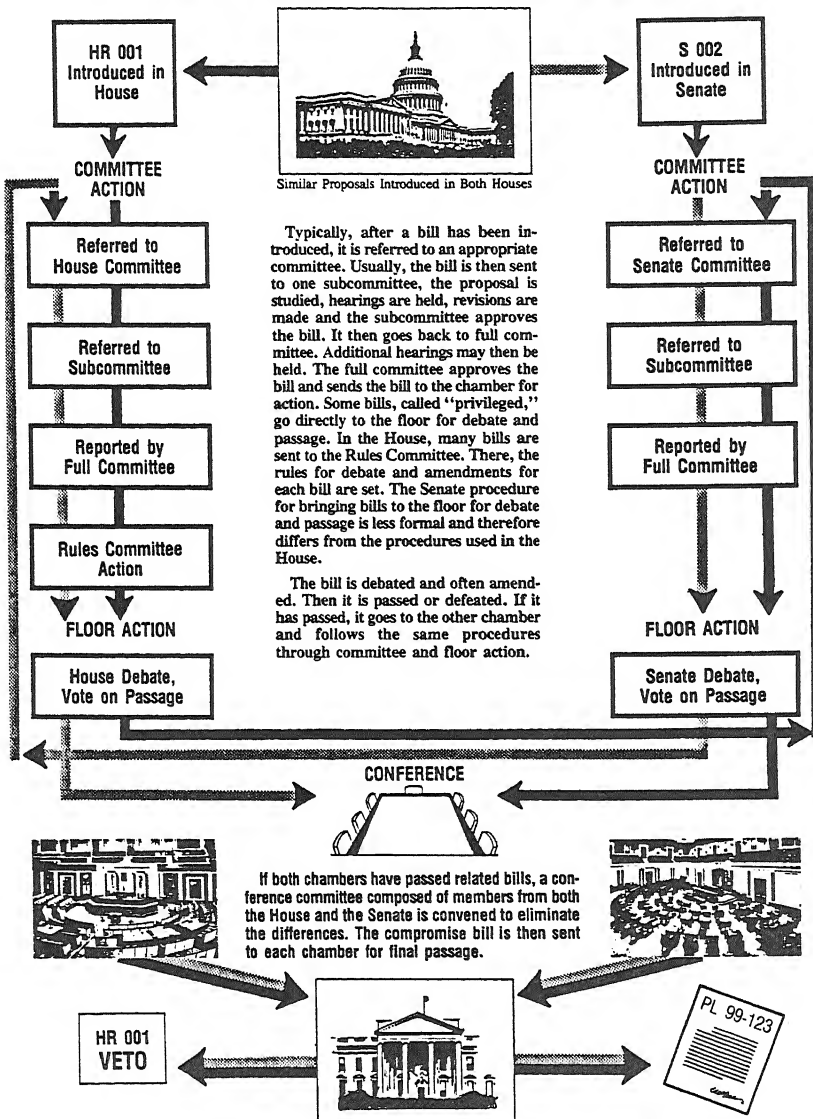 HR 001
Introduced in
House
S 002
Introduced in
Senate
Similar Proposals Introduced in Both Houses
COMMITTEE
ACTION
COMMITTEE
ACTION
Referred to
House Committee
Referred to
Subcommittee
Reported by
Full Committee
Rules Committee
Action
FLOOR ACTION
House Debate,
Vote on Passage
Typically, after a bill has been in-
troduced, it is referred to an appropriate
committee. Usually, the bill is then sent
to one subcommittee, the proposal is
studied, hearings are held, revisions are
made and the subcommittee approves
the bill. It then goes back to full com-
mittee. Additional hearings may then be
held. The full committee approves the
bill and sends the bill to the chamber for
action. Some bills, called “privileged,”
go directly to the floor for debate and
passage. In the House, many bills are
sent to the Rules Committee. There, the
rules for debate and amendments for
each bill are set. The Senate procedure
for bringing bills to the floor for debate
and passage is less formal and therefore
differs from the procedures used in the
House.
The bill is debated and often amend-
ed. Then it is passed or defeated. If it
has passed, it goes to the other chamber
and follows the same procedures
through committee and floor action.
Referred to
Senate Committee
Referred to
Subcommittee
Reported by
Full Committee
FLOOR ACTION
Senate Debate,
Vote on Passage
CONFERENCE
If both chambers have passed related bills, a con-
ference committee composed of members from both
the House and the Senate is convened to eliminate
the differences. The compromise bill is then sent
to each chamber for final passage.
HR 001
VETO
PL 99-123